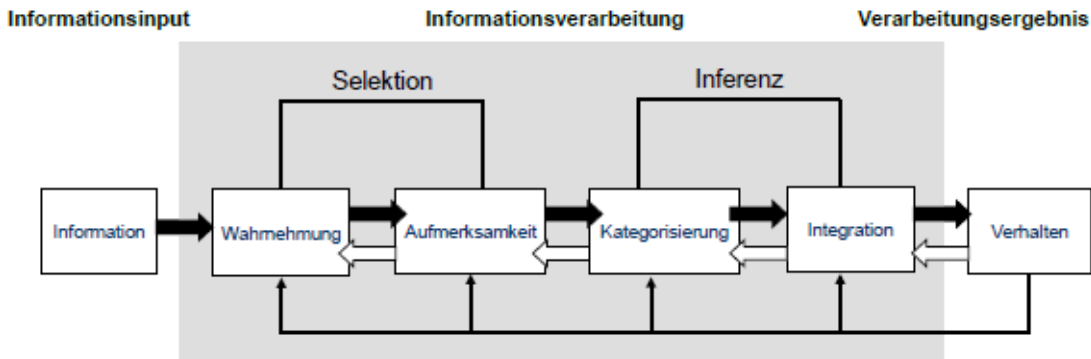 Informationsinput
Informationsverarbeitung
Verarbeitungsergebnis
Selektion
Inferenz
Information
Wahrnehmung
Aufmerksamkeit
Kategorisierung
Integration
Verhalten